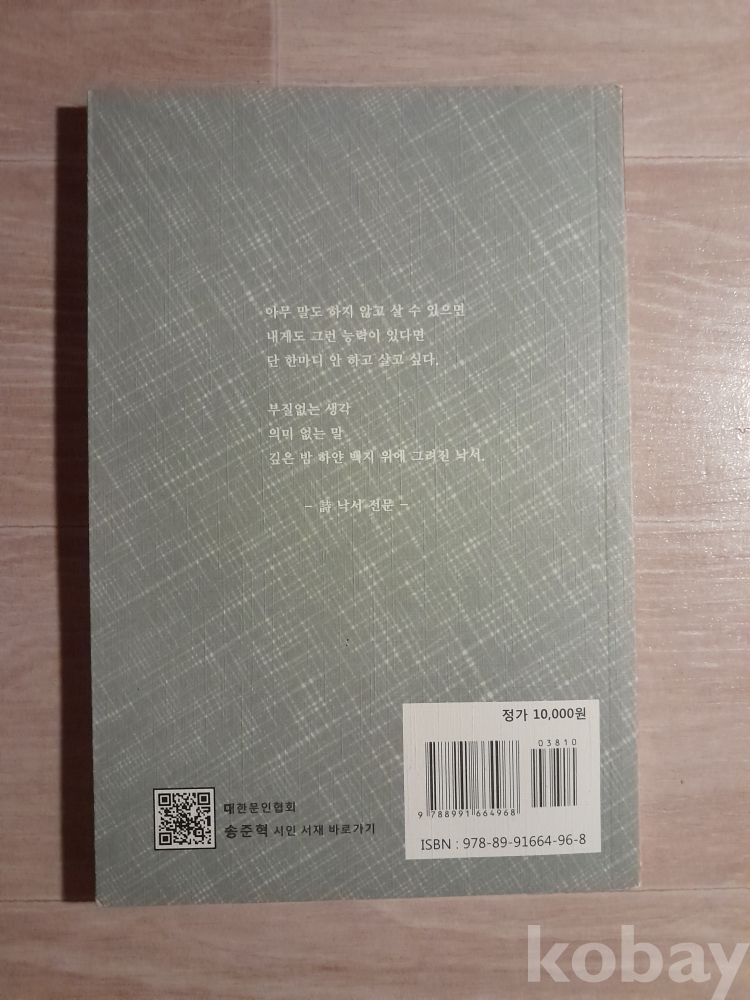 아무 말도 하지 않고 살 수 있으면
내게도 그런 능력이 있다면
단 한마디 안 하고 살고 싶다.
부질없는 생각
의미 없는 말
깊은 밤 하얀 백지 위에 그려진 낙서.
- 詩 낙서 전문 -
정가 10,000원
03810
9 788991 664968
ISBN : 978-89-91664-96-8
대한문인협회
송준혁 시인 서재 바로가기
kobay